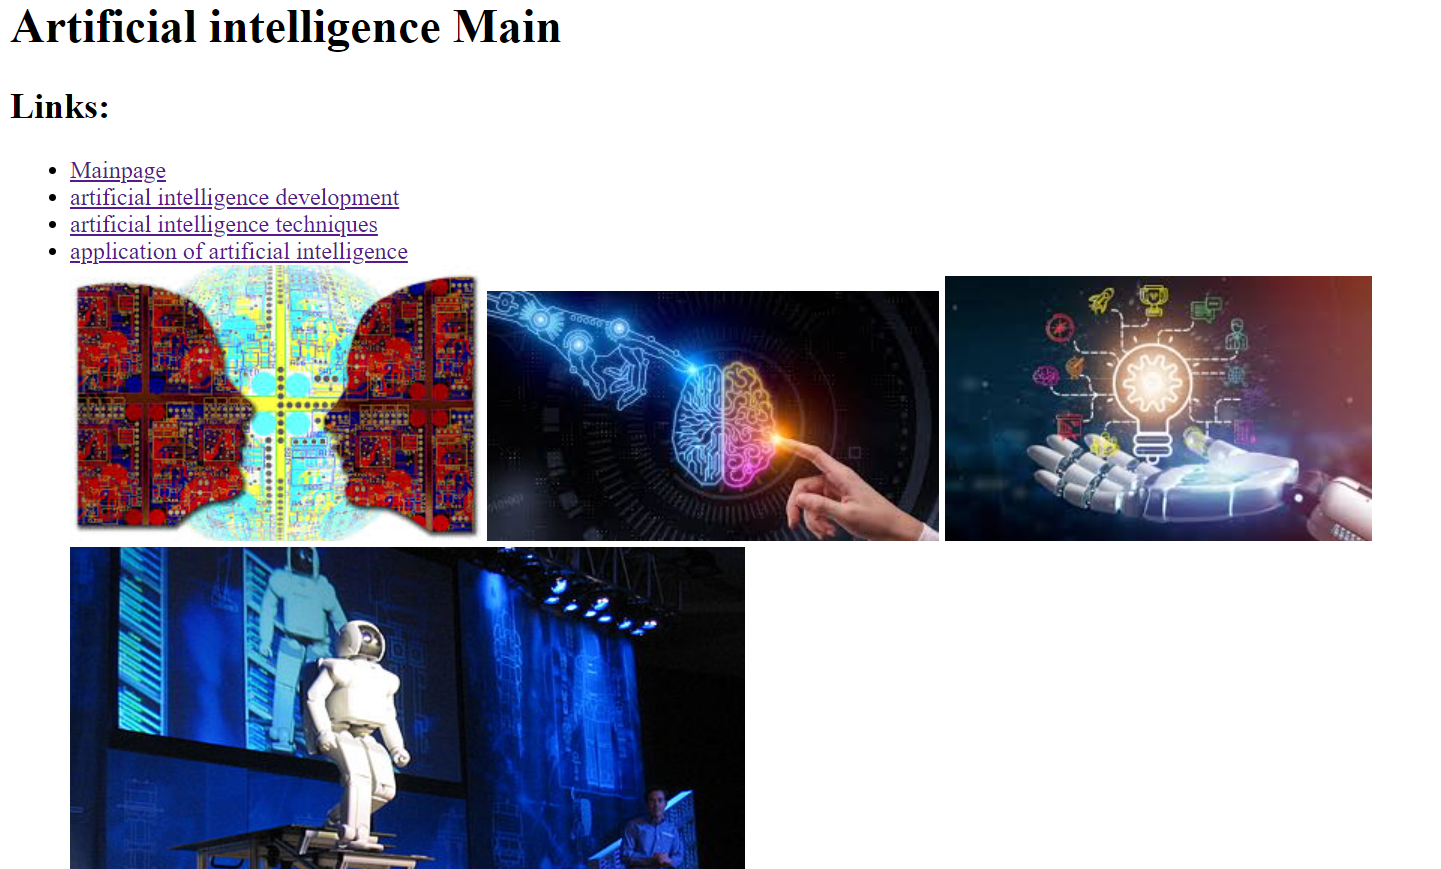 Artificial intelligence Main
Links:
Mainpage
artificial intelligence development
artificial intelligence techniques
application of artificial intelligence